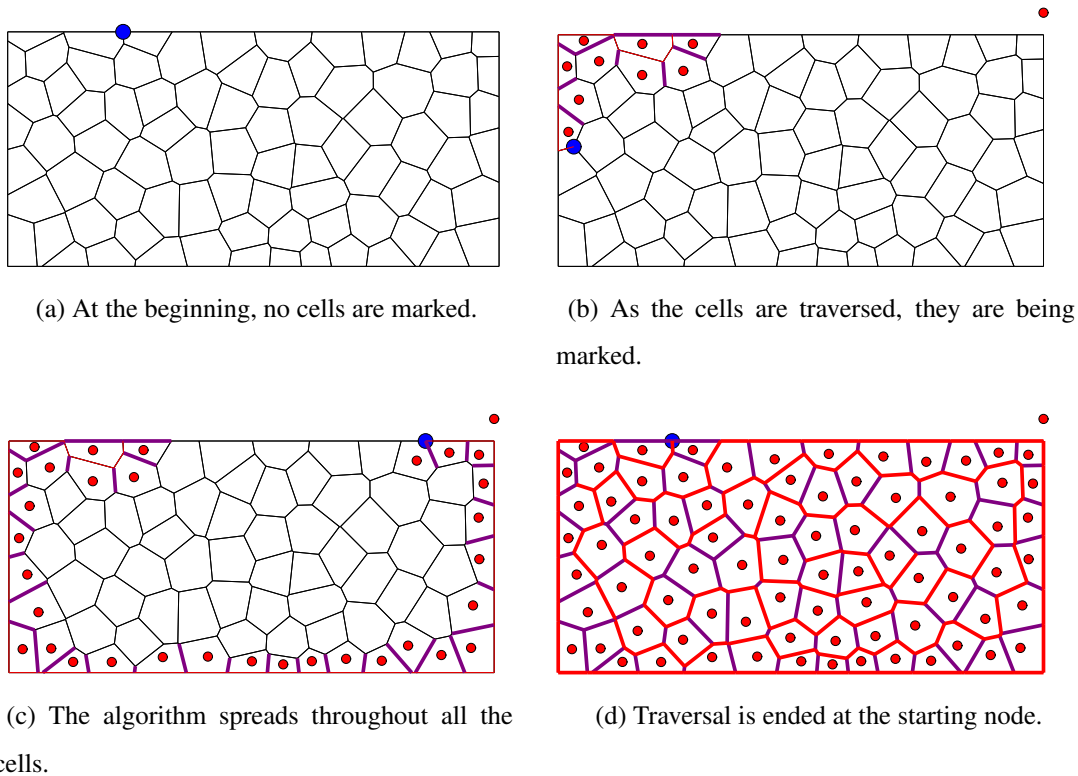 (a) At the beginning, no cells are marked.
(b) As the cells are traversed, they are being
marked.
(c) The algorithm spreads throughout all the
cells.
(d) Traversal is ended at the starting node.